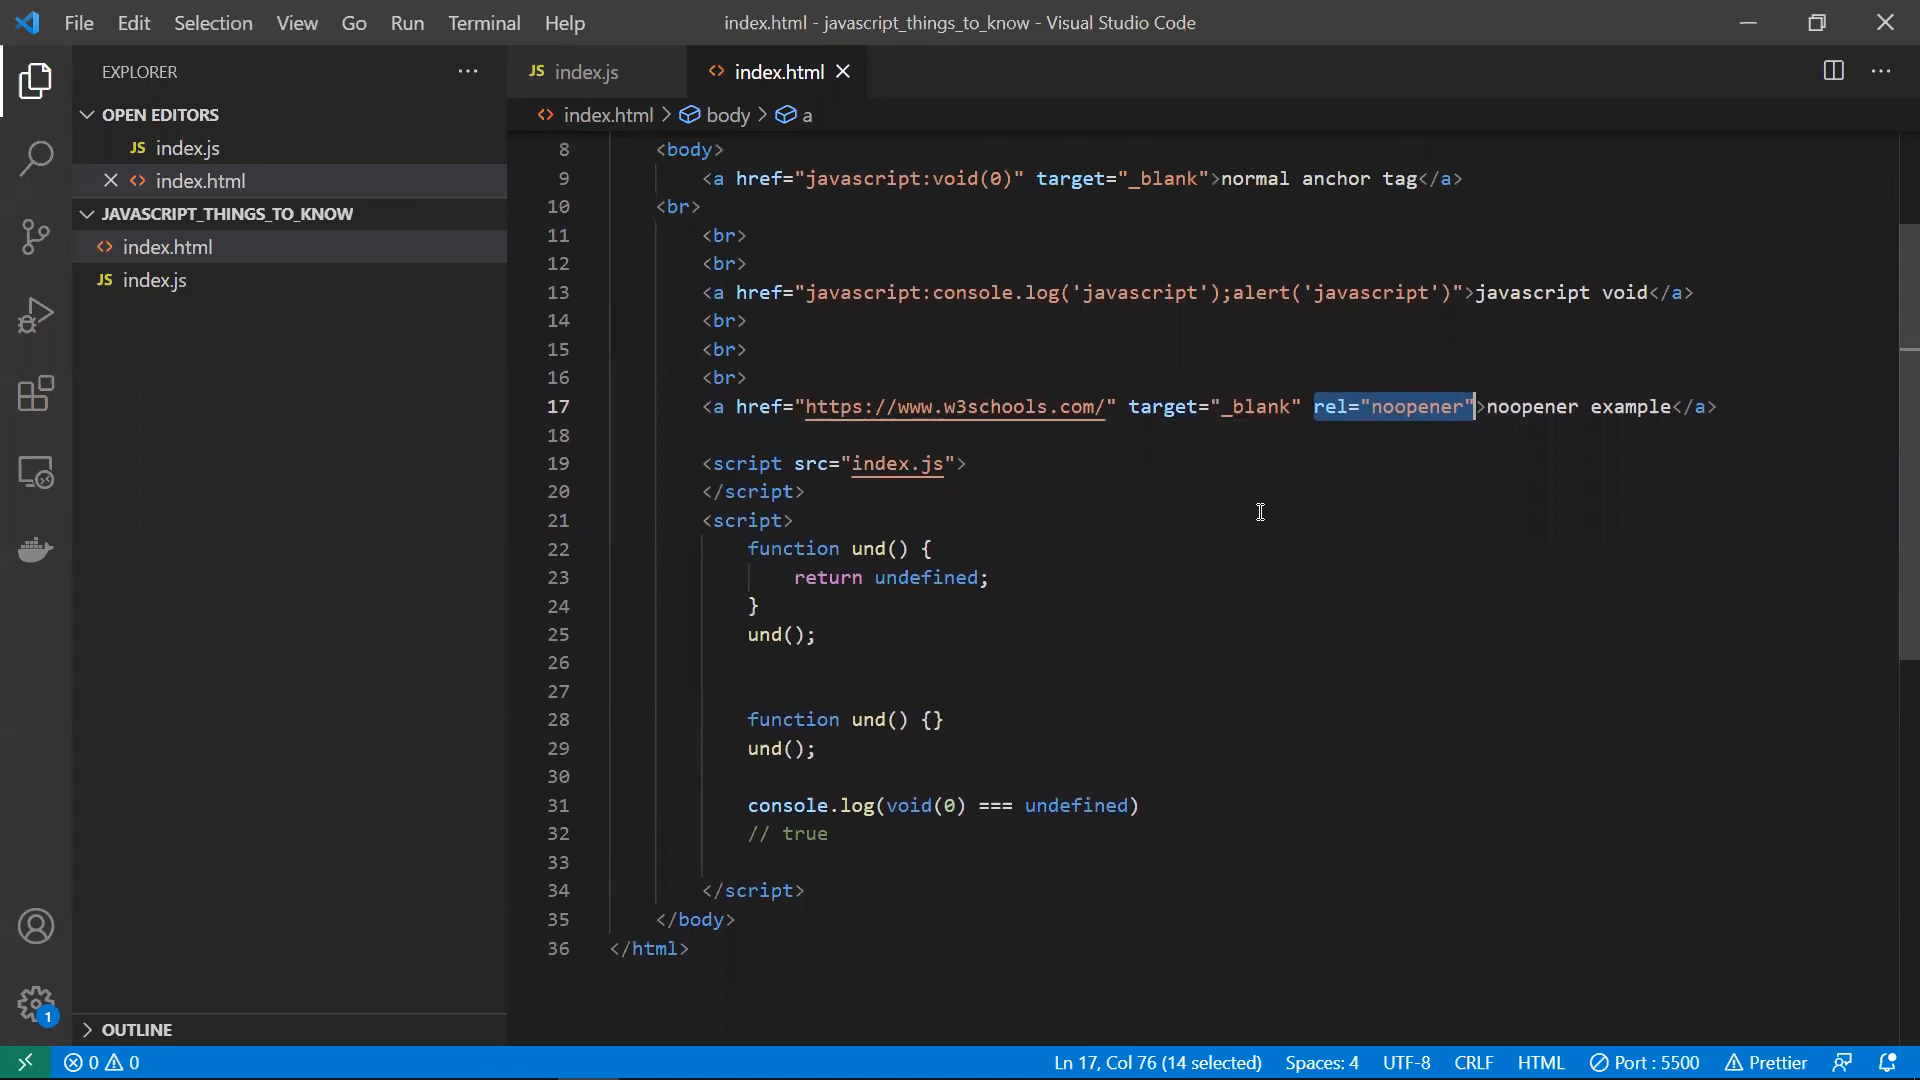 File Edit Selection View Go Run Terminal Help index.html - javascript_things_to_know - Visual Studio Code
EXPLORER
OPEN EDITORS
JS index.js
index.html
JAVASCRIPT_THINGS_TO_KNOW
index.html
JS index.js
OUTLINE
1
JS index.js index.html
index.html > body > a
8 <body>
9 <a href="javascript:void(0)" target="_blank">normal anchor tag</a>
10 <br>
11 <br>
12 <br>
13 <a href="javascript:console.log('javascript');alert('javascript')">javascript void</a>
14 <br>
15 <br>
16 <br>
17 <a href="https://www.w3schools.com/" target="_blank" rel="noopener">noopener example</a>
18
19 <script src="index.js">
20 </script>
21 <script>
22 function und() {
23 return undefined;
24 }
25 und();
26
27
28 function und() {}
29 und();
30
31 console.log(void(0) === undefined)
32 // true
33
34 </script>
35 </body>
36 </html>
0 0 Ln 17, Col 76 (14 selected) Spaces: 4 UTF-8 CRLF HTML Port : 5500 Prettier